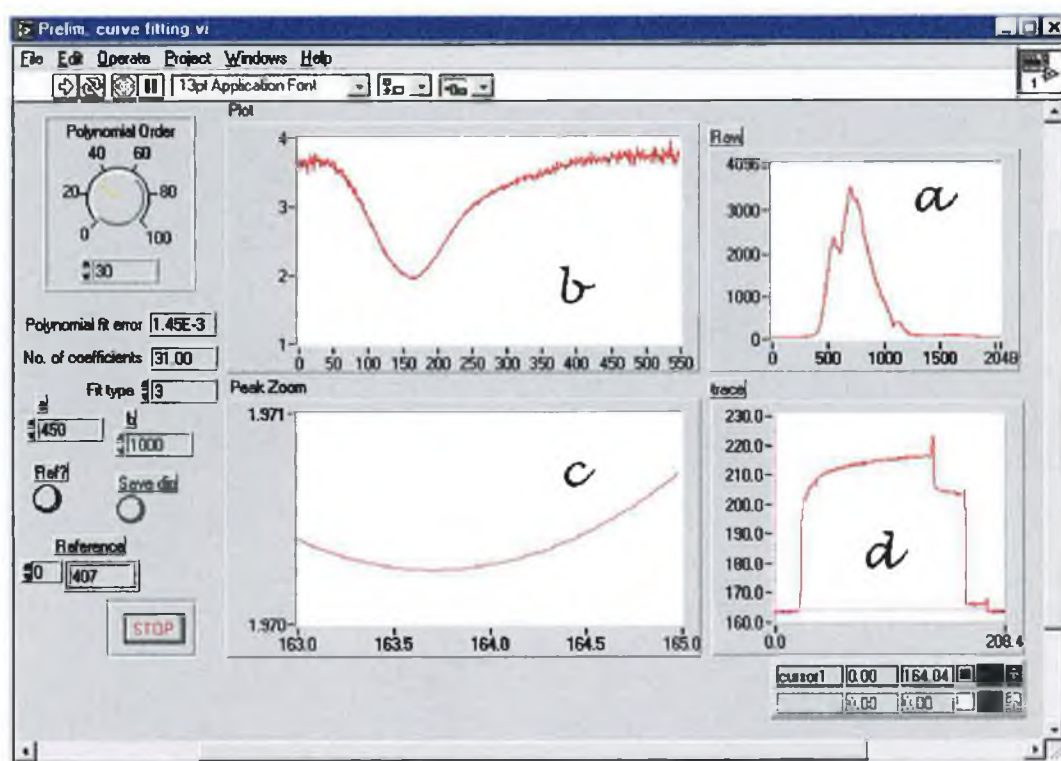 Prelim. curve fitting.vi
File Edit Operate Project Windows Help
13pt Application Font
1
Polynomial Order
40 60
20 80
0 100
30
Polynomial fit error 1.45E-3
No. of coefficients 31.00
Fit type 3
a
450
b
1000
Ref?
Save dip
Reference
0 407
STOP
Plot
4
3
2
1
0 50 100 150 200 250 300 350 400 450 500 550
b
Peak Zoom
1.971
1.970
163.0 163.5 164.0 164.5 165.0
c
Raw
4096
3000
2000
1000
0
0 500 1000 1500 2048
a
trace
230.0
220.0
210.0
200.0
190.0
180.0
170.0
160.0
0.0 208.4
d
cursor1 0.00 164.04
0.00 0.00